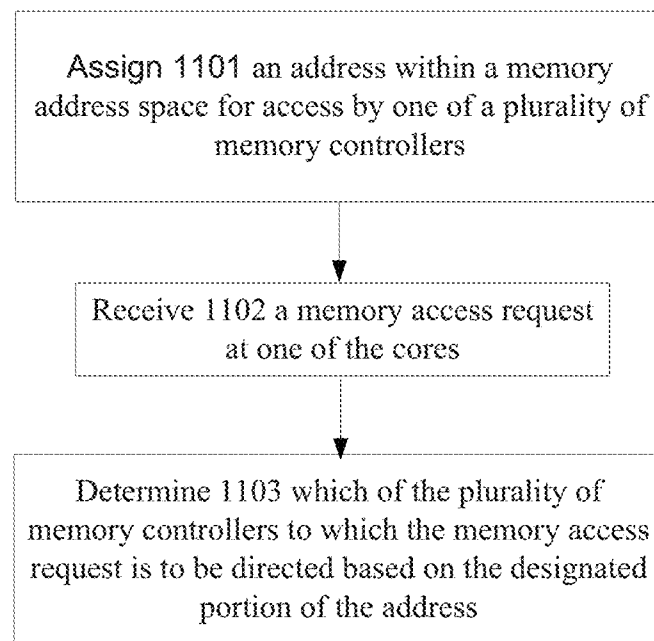 Assign 1101 an address within a memory
address space for access by one of a plurality of
memory controllers
Receive 1102 a memory access request
at one of the cores
Determine 1103 which of the plurality of
memory controllers to which the memory access
request is to be directed based on the designated
portion of the address